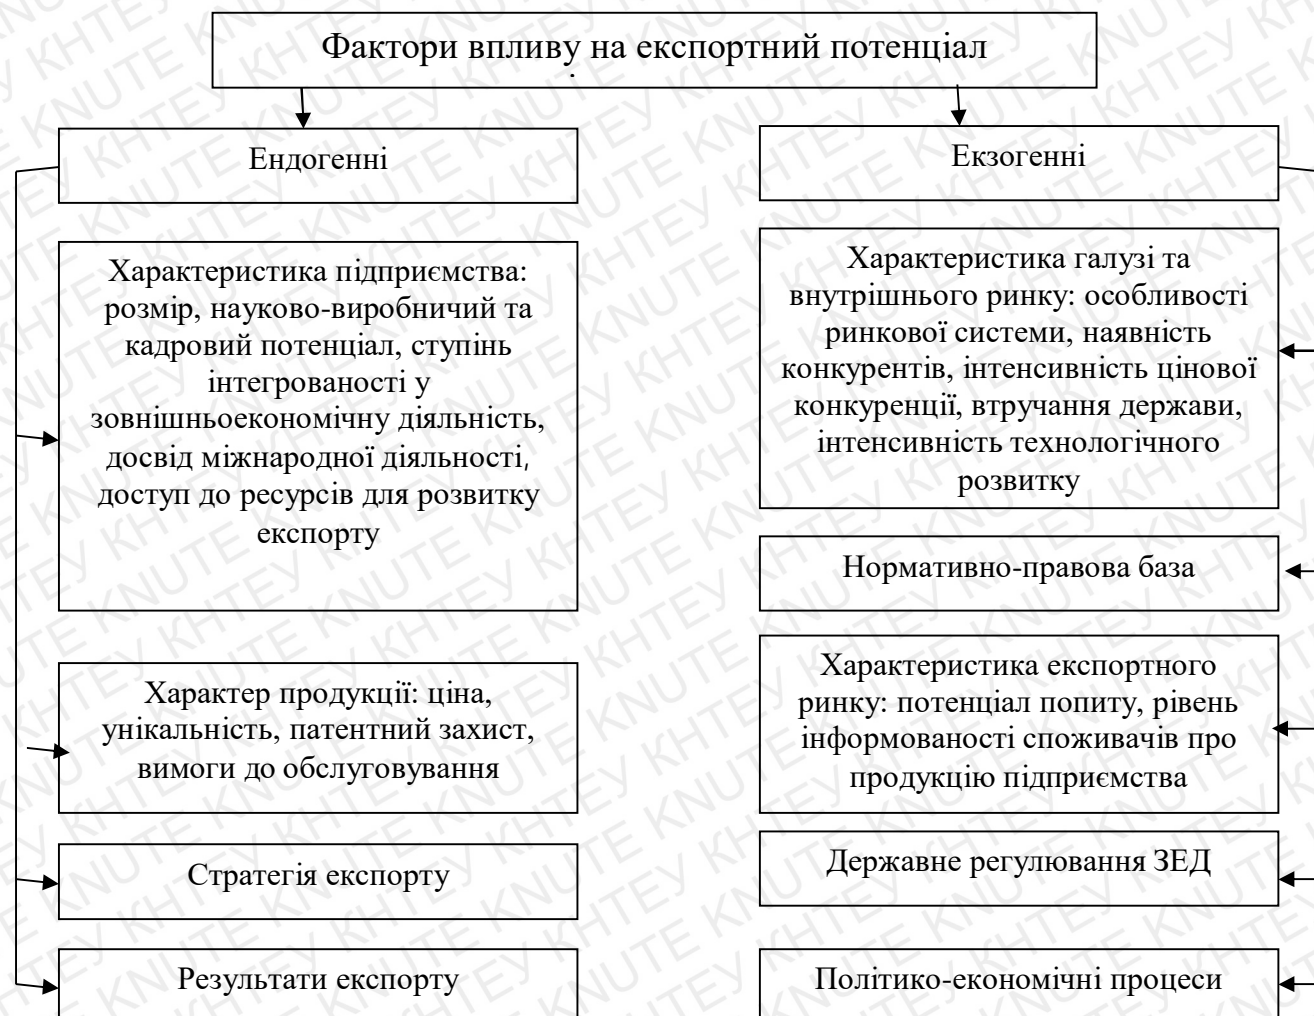 Фактори впливу на експортний потенціал
Ендогенні
Екзогенні
Характеристика підприємства:
розмір, науково-виробничий та
кадровий потенціал, ступінь
інтегрованості у
зовнішньоекономічну діяльність,
досвід міжнародної діяльності,
доступ до ресурсів для розвитку
експорту
Характер продукції: ціна,
унікальність, патентний захист,
вимоги до обслуговування
Стратегія експорту
Результати експорту
Характеристика галузі та
внутрішнього ринку: особливості
ринкової системи, наявність
конкурентів, інтенсивність цінової
конкуренції, втручання держави,
інтенсивність технологічного
розвитку
Нормативно-правова база
Характеристика експортного
ринку: потенціал попиту, рівень
інформованості споживачів про
продукцію підприємства
Державне регулювання ЗЕД
Політико-економічні процеси